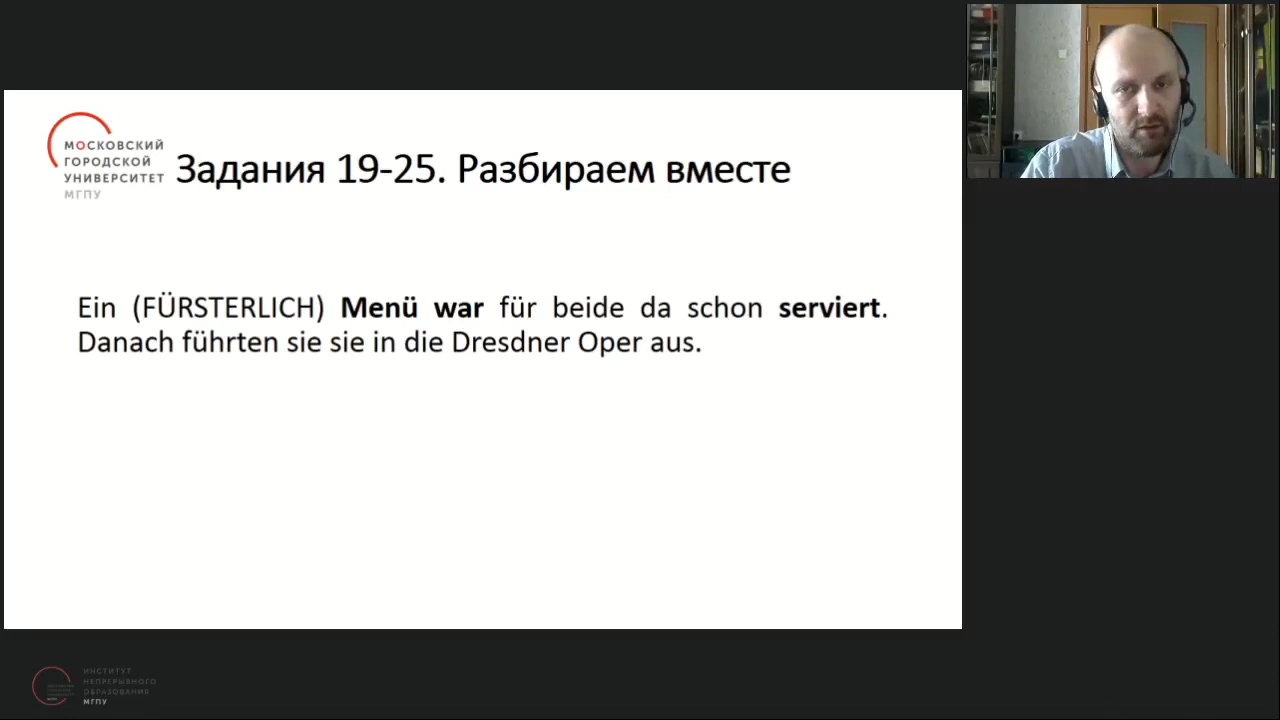 МОСКОВСКИЙ
ГОРОДСКОЙ
УНИВЕРСИТЕТ
МГПУ
Задания 19-25. Разбираем вместе
Ein (FÜRSTERLICH) Menü war für beide da schon serviert.
Danach führten sie sie in die Dresdner Oper aus.
ИНСТИТУТ
НЕПРЕРЫВНОГО
ОБРАЗОВАНИЯ
МГПУ